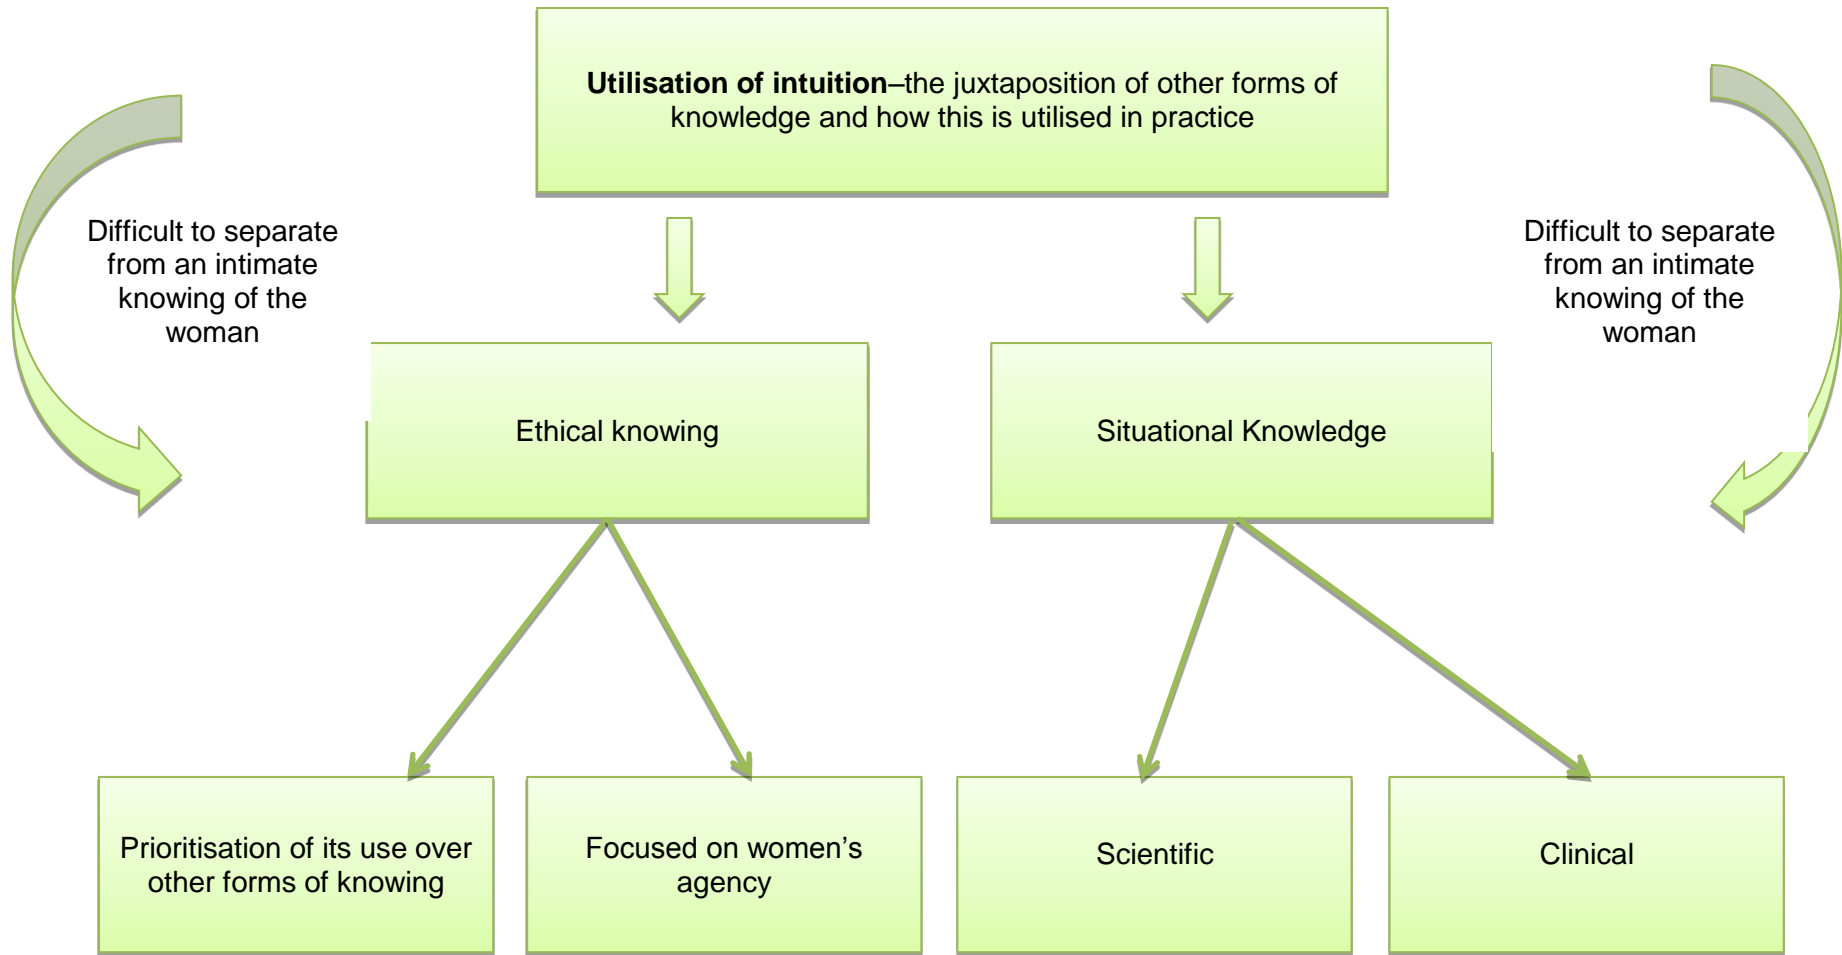 Utilisation of intuition–the juxtaposition of other forms of
knowledge and how this is utilised in practice
Difficult to separate
from an intimate
knowing of the
woman
Difficult to separate
from an intimate
knowing of the
woman
Ethical knowing
Situational Knowledge
Prioritisation of its use over
other forms of knowing
Focused on women’s
agency
Scientific
Clinical